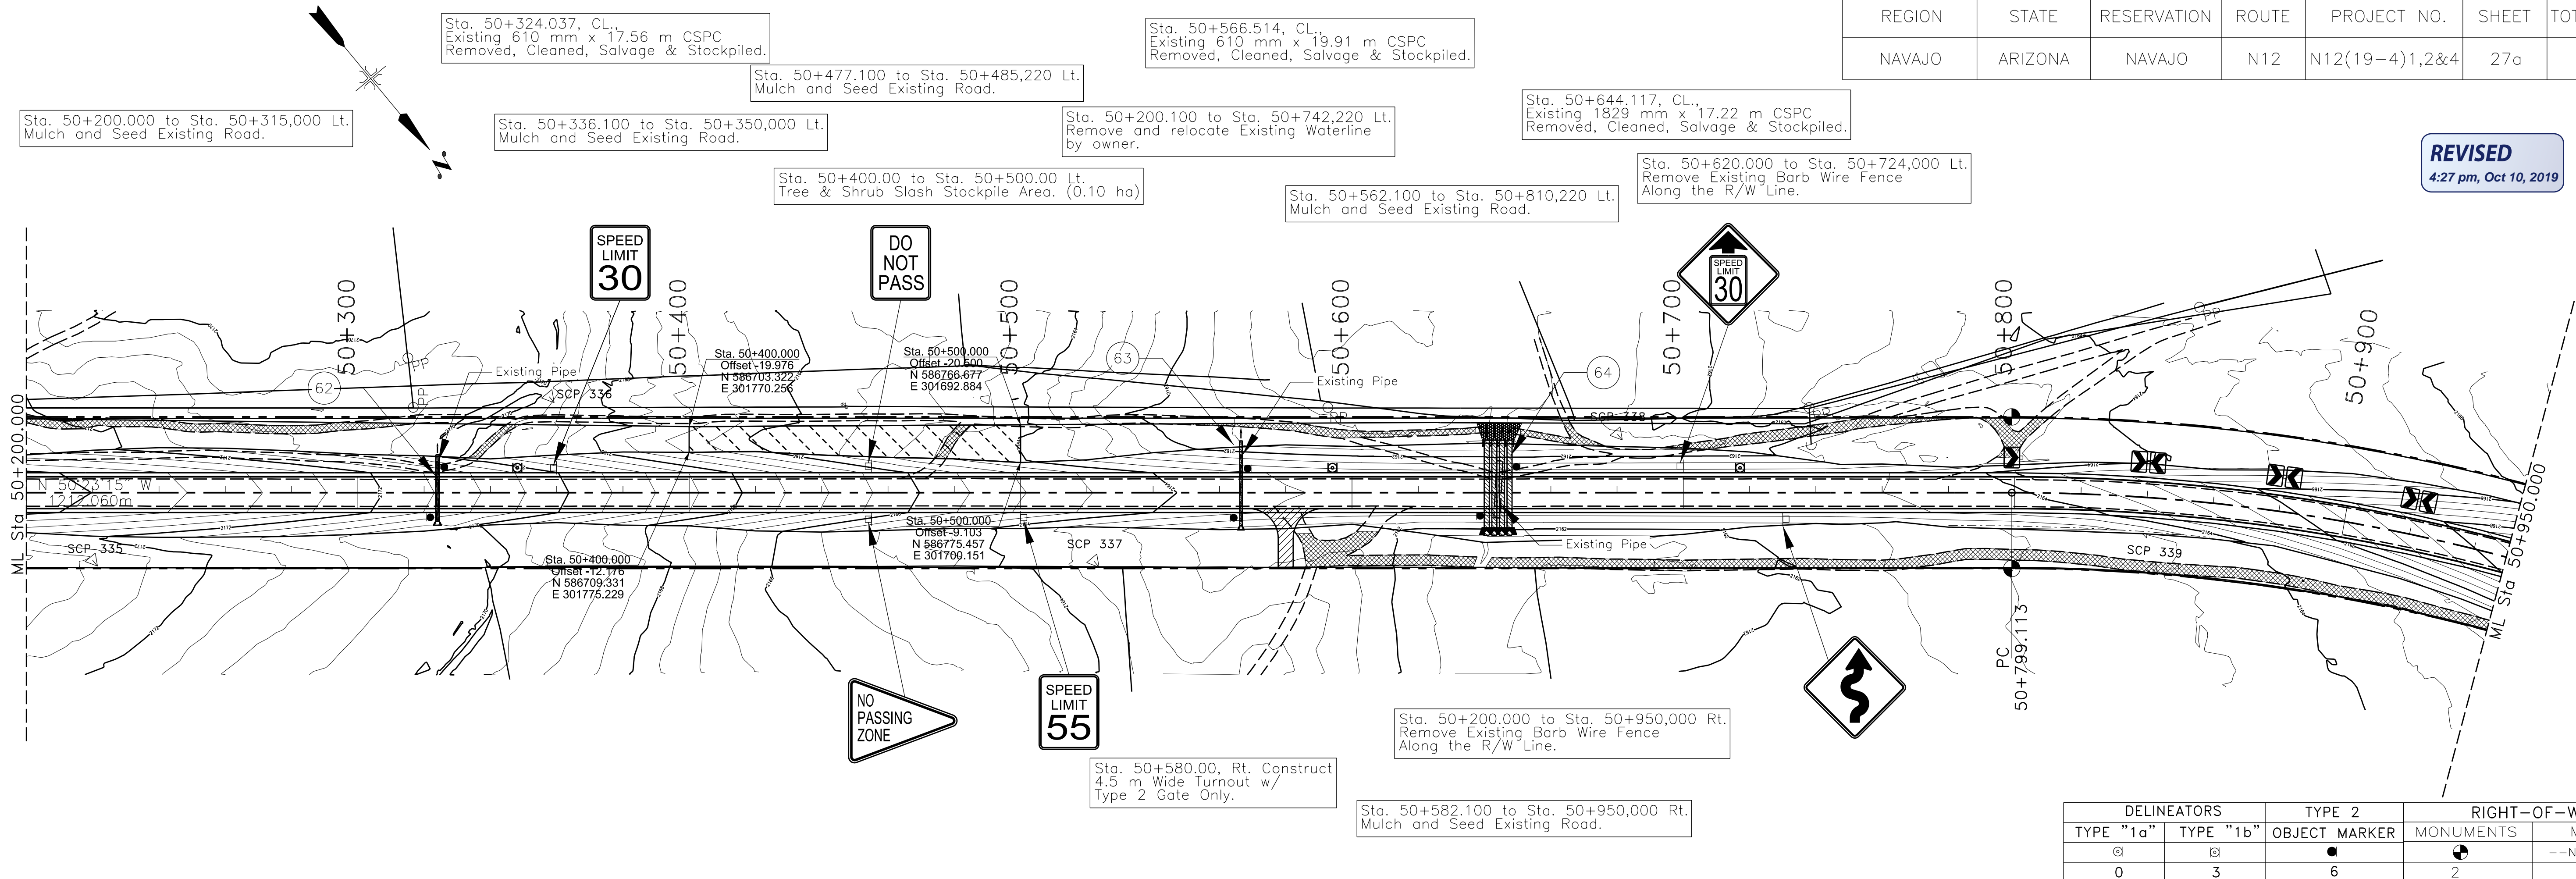 REGION STATE RESERVATION ROUTE PROJECT NO. SHEET TOT
NAVAJO ARIZONA NAVAJO N12 N12(19-4)1,2&4 27a
REVISED
4:27 pm, Oct 10, 2019
Sta. 50+324.037, CL.,
Existing 610 mm x 17.56 m CSPC
Removed, Cleaned, Salvage & Stockpiled.
Sta. 50+566.514, CL.,
Existing 610 mm x 19.91 m CSPC
Removed, Cleaned, Salvage & Stockpiled.
Sta. 50+477.100 to Sta. 50+485,220 Lt.
Mulch and Seed Existing Road.
Sta. 50+200.000 to Sta. 50+315,000 Lt.
Mulch and Seed Existing Road.
Sta. 50+336.100 to Sta. 50+350,000 Lt.
Mulch and Seed Existing Road.
Sta. 50+200.100 to Sta. 50+742,220 Lt.
Remove and relocate Existing Waterline
by owner.
Sta. 50+644.117, CL.,
Existing 1829 mm x 17.22 m CSPC
Removed, Cleaned, Salvage & Stockpiled.
Sta. 50+400.00 to Sta. 50+500.00 Lt.
Tree & Shrub Slash Stockpile Area. (0.10 ha)
Sta. 50+562.100 to Sta. 50+810,220 Lt.
Mulch and Seed Existing Road.
Sta. 50+620.000 to Sta. 50+724,000 Lt.
Remove Existing Barb Wire Fence
Along the R/W Line.
N
SPEED
LIMIT
30
DO
NOT
PASS
SPEED
LIMIT
30
50+300
50+400
50+500
50+600
50+700
50+800
50+900
62
63
64
Existing Pipe
Existing Pipe
Existing Pipe
PP
PP
PP
PP
PP
Sta. 50+400.000
Offset -19.976
N 586703.322
E 301770.256
Sta. 50+500.000
Offset -20.500
N 586766.677
E 301692.884
SCP 336
SCP 338
ML Sta 50+200.000
N 50°23'15" W
1212.060m
SCP 335
Sta. 50+400.000
Offset -12.176
N 586709.331
E 301775.229
Sta. 50+500.000
Offset -9.103
N 586775.457
E 301700.151
SCP 337
SCP 339
ML Sta 50+950.000
PC
50+799.113
NO
PASSING
ZONE
SPEED
LIMIT
55
Sta. 50+580.00, Rt. Construct
4.5 m Wide Turnout w/
Type 2 Gate Only.
Sta. 50+200.000 to Sta. 50+950,000 Rt.
Remove Existing Barb Wire Fence
Along the R/W Line.
Sta. 50+582.100 to Sta. 50+950,000 Rt.
Mulch and Seed Existing Road.
DELINEATORS TYPE 2 RIGHT-OF-W
TYPE "1a" TYPE "1b" OBJECT MARKER MONUMENTS M
--N
0 3 6 2